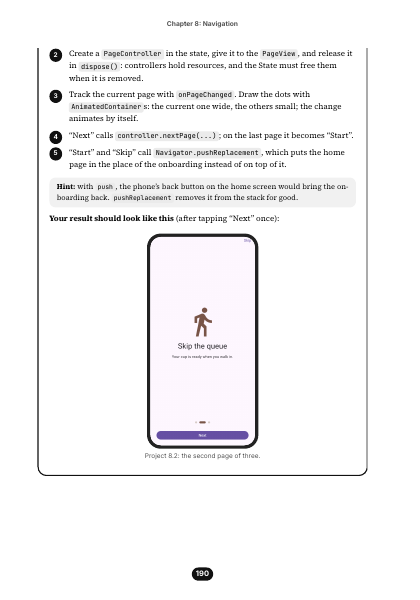 Chapter 8: Navigation
2 Create a PageController in the state, give it to the PageView, and release it
in dispose(): controllers hold resources, and the State must free them
when it is removed.
3 Track the current page with onPageChanged. Draw the dots with
AnimatedContainer s: the current one wide, the others small; the change
animates by itself.
4 “Next” calls controller.nextPage(...); on the last page it becomes “Start”.
5 “Start” and “Skip” call Navigator.pushReplacement, which puts the home
page in the place of the onboarding instead of on top of it.
Hint: with push, the phone’s back button on the home screen would bring the on-
boarding back. pushReplacement removes it from the stack for good.
Your result should look like this (after tapping “Next” once):
Skip
Skip the queue
Your cup is ready when you walk in.
Next
Project 8.2: the second page of three.
190